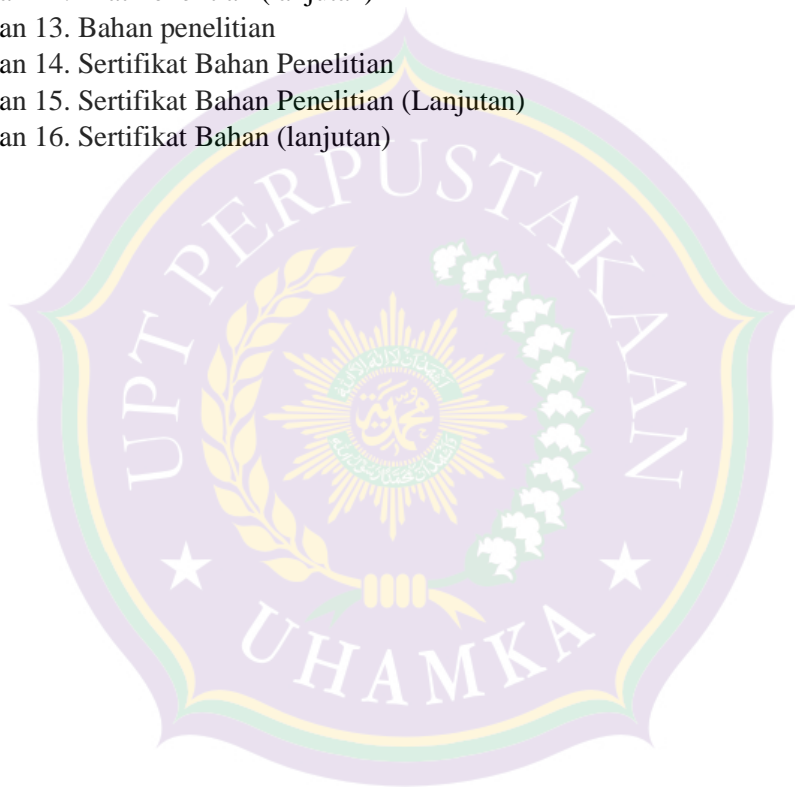 an 13. Bahan penelitian
an 14. Sertifikat Bahan Penelitian
an 15. Sertifikat Bahan Penelitian (Lanjutan)
an 16. Sertifikat Bahan (lanjutan)
UPT PERPUSTAKAAN
محمدية
UHAMKA